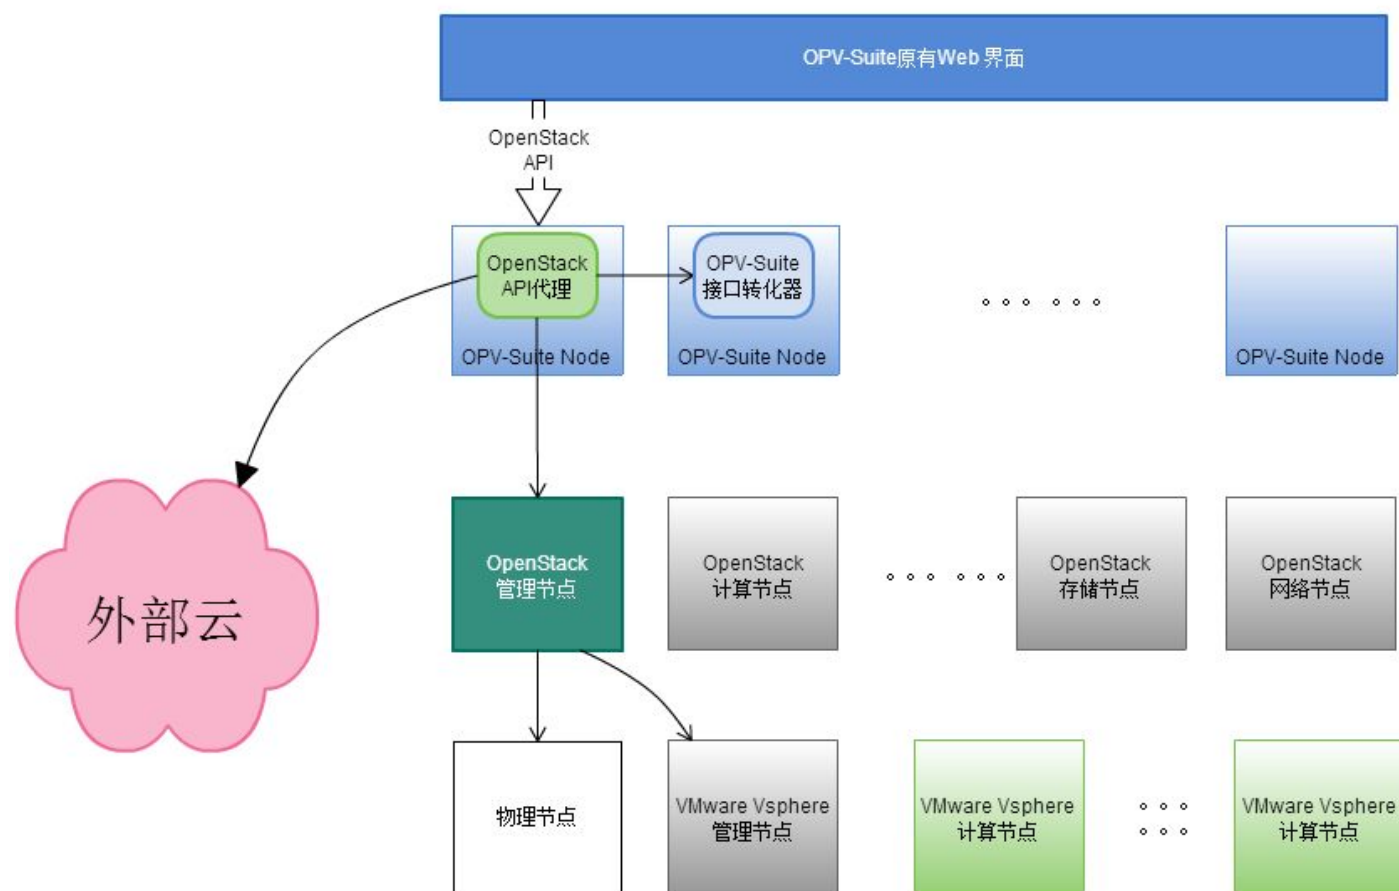 OPV-Suite原有Web 界面
OpenStack
API
OpenStack
API代理
OPV-Suite Node
OPV-Suite
接口转化器
OPV-Suite Node
OPV-Suite Node
外部云
OpenStack
管理节点
OpenStack
计算节点
OpenStack
存储节点
OpenStack
网络节点
物理节点
VMware Vsphere
管理节点
VMware Vsphere
计算节点
VMware Vsphere
计算节点